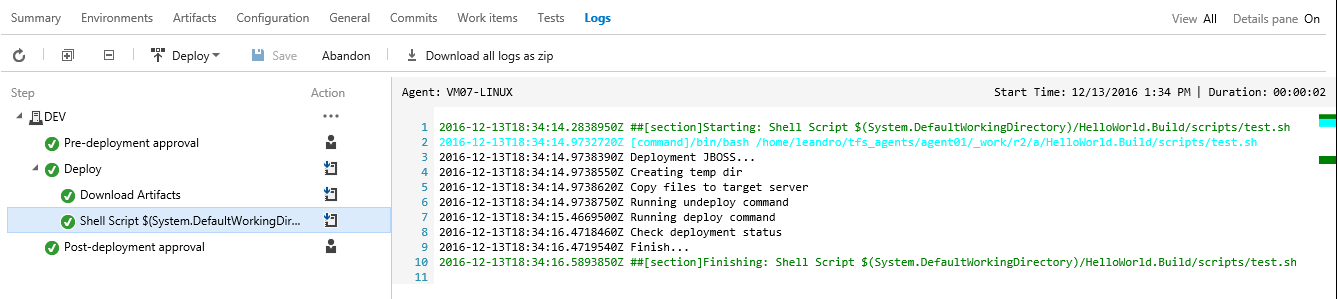 Summary Environments Artifacts Configuration General Commits Work items Tests Logs View All Details pane On
Deploy Save Abandon Download all logs as zip
Step Action
DEV
Pre-deployment approval
Deploy
Download Artifacts
Shell Script $(System.DefaultWorkingDir...
Post-deployment approval
Agent: VM07-LINUX Start Time: 12/13/2016 1:34 PM | Duration: 00:00:02
1 2016-12-13T18:34:14.2838950Z ##[section]Starting: Shell Script $(System.DefaultWorkingDirectory)/HelloWorld.Build/scripts/test.sh
2 2016-12-13T18:34:14.9732720Z [command]/bin/bash /home/leandro/tfs_agents/agent01/_work/r2/a/HelloWorld.Build/scripts/test.sh
3 2016-12-13T18:34:14.9738390Z Deployment JBOSS...
4 2016-12-13T18:34:14.9738550Z Creating temp dir
5 2016-12-13T18:34:14.9738620Z Copy files to target server
6 2016-12-13T18:34:14.9738750Z Running undeploy command
7 2016-12-13T18:34:15.4669500Z Running deploy command
8 2016-12-13T18:34:16.4718460Z Check deployment status
9 2016-12-13T18:34:16.4719540Z Finish...
10 2016-12-13T18:34:16.5893850Z ##[section]Finishing: Shell Script $(System.DefaultWorkingDirectory)/HelloWorld.Build/scripts/test.sh
11